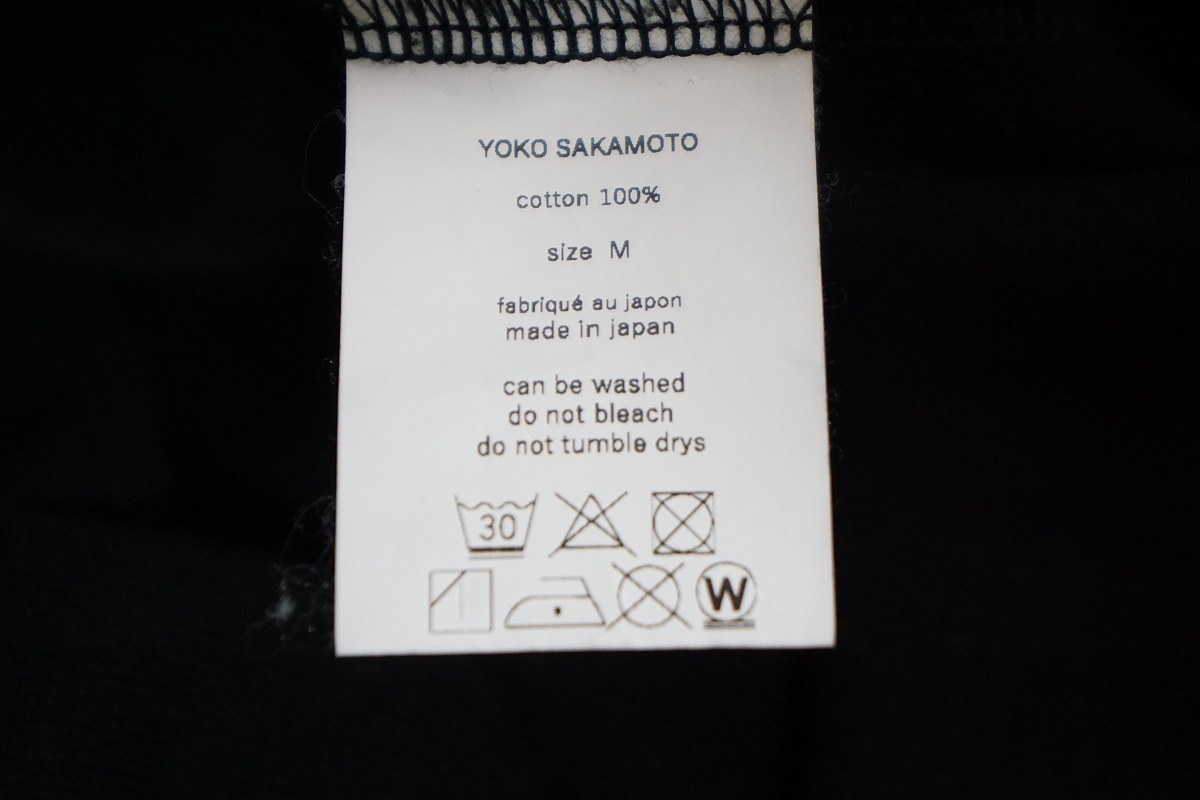 YOKO SAKAMOTO
cotton 100%
size M
fabriqué au japon
made in japan
can be washed
do not bleach
do not tumble drys
30
W